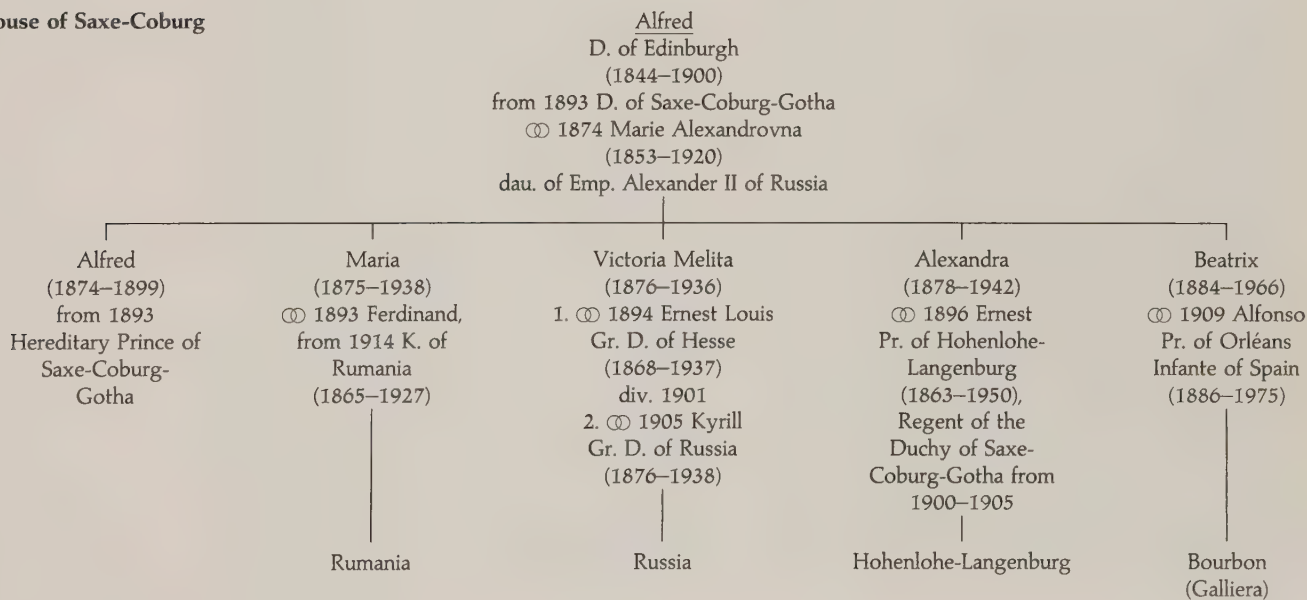 ouse of Saxe-Coburg
Alfred
D. of Edinburgh
(1844–1900)
from 1893 D. of Saxe-Coburg-Gotha
⚭ 1874 Marie Alexandrovna
(1853–1920)
dau. of Emp. Alexander II of Russia
Alfred
(1874–1899)
from 1893
Hereditary Prince of
Saxe-Coburg-
Gotha
Maria
(1875–1938)
⚭ 1893 Ferdinand,
from 1914 K. of
Rumania
(1865–1927)
Rumania
Victoria Melita
(1876–1936)
1. ⚭ 1894 Ernest Louis
Gr. D. of Hesse
(1868–1937)
div. 1901
2. ⚭ 1905 Kyrill
Gr. D. of Russia
(1876–1938)
Russia
Alexandra
(1878–1942)
⚭ 1896 Ernest
Pr. of Hohenlohe-
Langenburg
(1863–1950),
Regent of the
Duchy of Saxe-
Coburg-Gotha from
1900–1905
Hohenlohe-Langenburg
Beatrix
(1884–1966)
⚭ 1909 Alfonso
Pr. of Orléans
Infante of Spain
(1886–1975)
Bourbon
(Galliera)